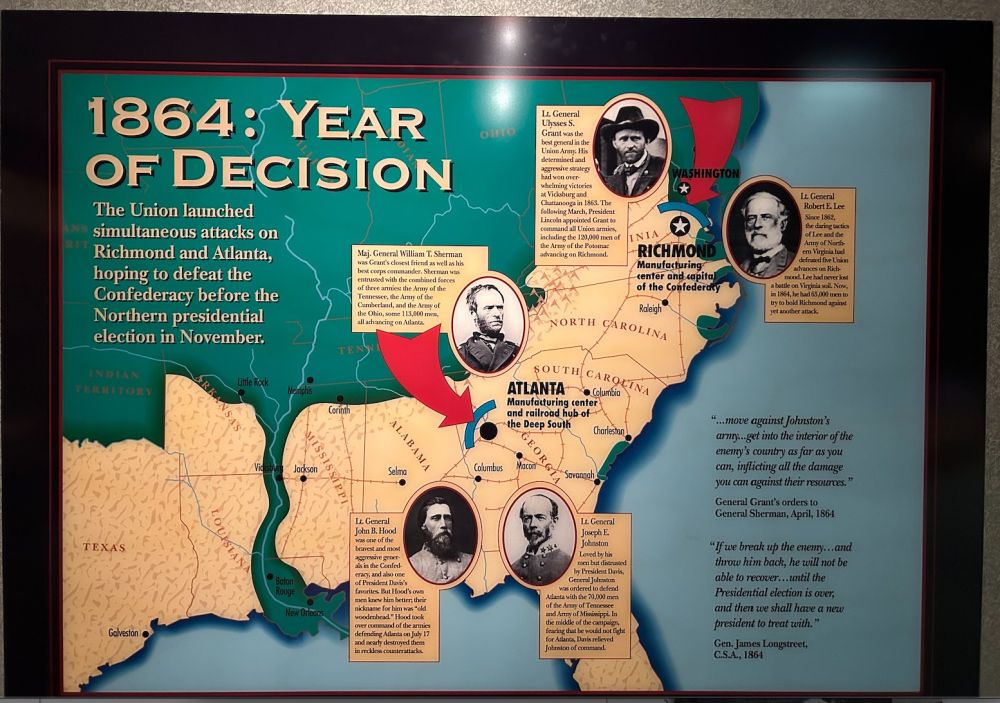 1864: YEAR
OF DECISION
The Union launched
simultaneous attacks on
Richmond and Atlanta,
hoping to defeat the
Confederacy before the
Northern presidential
election in November.
Lt. General
Ulysses S.
Grant was the
best general in the
Union Army. His
determined and
aggressive strategy
had won over-
whelming victories
at Vicksburg and
Chattanooga in 1863. The
following March, President
Lincoln appointed Grant to
command all Union armies,
including the 120,000 men of
the Army of the Potomac
advancing on Richmond.
Lt. General
Robert E. Lee
Since 1862,
the daring tactics
of Lee and the
Army of North-
ern Virginia had
defeated five Union
advances on Rich-
mond. Lee had never lost
a battle on Virginia soil. Now,
in 1864, he had 65,000 men to
try to hold Richmond against
yet another attack.
Maj. General William T. Sherman
was Grant's closest friend as well as his
best corps commander. Sherman was
entrusted with the combined forces
of three armies: the Army of the
Tennessee, the Army of the
Cumberland, and the Army of
the Ohio, some 113,000 men,
all advancing on Atlanta.
OHIO
WASHINGTON
INIA
RICHMOND
Manufacturing
center and capital
of the Confederacy
Raleigh
NORTH CAROLINA
SOUTH CAROLINA
Columbia
Charleston
ATLANTA
Manufacturing center
and railroad hub of
the Deep South
GEORGIA
Macon
Columbus
Savannah
INDIAN
TERRITORY
ARKANSAS
Little Rock
Memphis
TENN
Corinth
MISSISSIPPI
ALABAMA
Vicksburg
Jackson
Selma
TEXAS
LOUISIANA
Baton
Rouge
New Orleans
Galveston
Lt. General
John B. Hood
was one of the
bravest and most
aggressive gener-
als in the Confed-
eracy, and also one
of President Davis's
favorites. But Hood's own
men knew him better; their
nickname for him was "old
woodenhead." Hood took
over command of the armies
defending Atlanta on July 17
and nearly destroyed them
in reckless counterattacks.
Lt. General
Joseph E.
Johnston
Loved by his
men but distrusted
by President Davis,
General Johnston
was ordered to defend
Atlanta with the 70,000 men
of the Army of Tennessee
and Army of Mississippi. In
the middle of the campaign,
fearing that he would not fight
for Atlanta, Davis relieved
Johnston of command.
"...move against Johnston's
army...get into the interior of the
enemy's country as far as you
can, inflicting all the damage
you can against their resources."
General Grant's orders to
General Sherman, April, 1864
"If we break up the enemy...and
throw him back, he will not be
able to recover...until the
Presidential election is over,
and then we shall have a new
president to treat with."
Gen. James Longstreet,
C.S.A., 1864